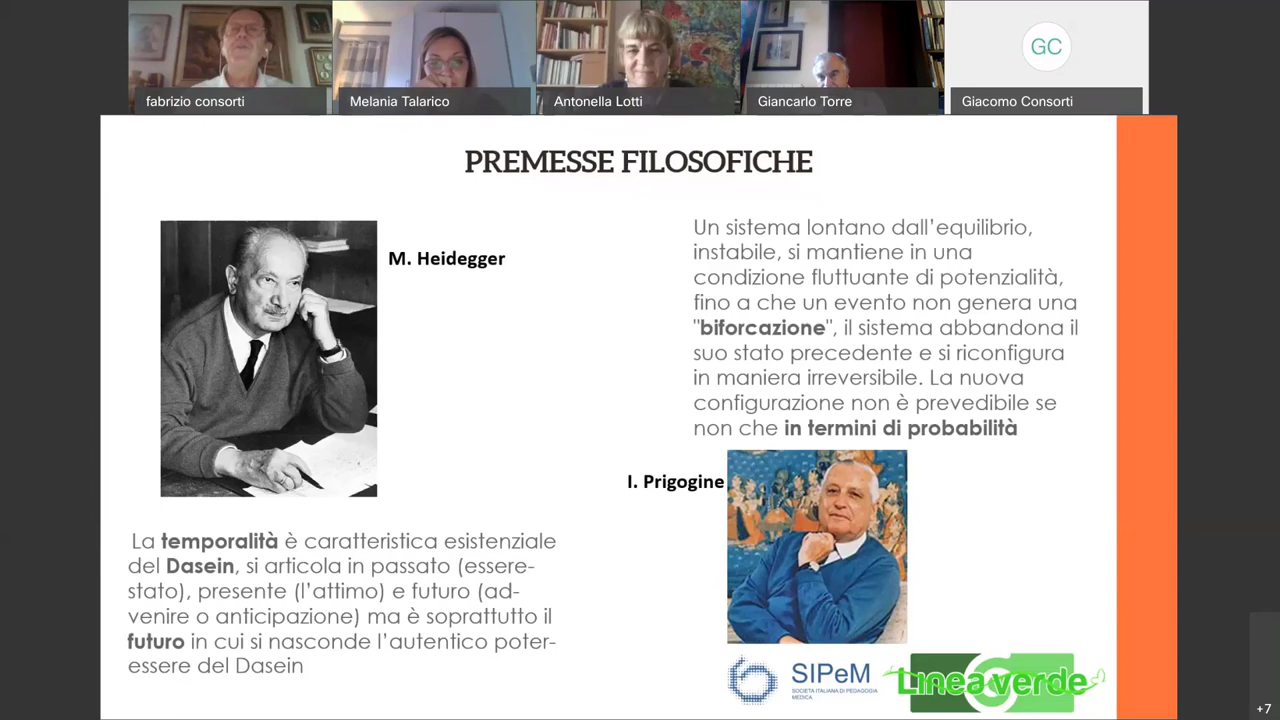 fabrizio consorti
Melania Talarico
Antonella Lotti
Giancarlo Torre
GC
Giacomo Consorti
PREMESSE FILOSOFICHE
M. Heidegger
La temporalità è caratteristica esistenziale
del Dasein, si articola in passato (essere-
stato), presente (l'attimo) e futuro (ad-
venire o anticipazione) ma è soprattutto il
futuro in cui si nasconde l'autentico poter-
essere del Dasein
Un sistema lontano dall'equilibrio,
instabile, si mantiene in una
condizione fluttuante di potenzialità,
fino a che un evento non genera una
"biforcazione", il sistema abbandona il
suo stato precedente e si riconfigura
in maniera irreversibile. La nuova
configurazione non è prevedibile se
non che in termini di probabilità
I. Prigogine
SIPeM
SOCIETÀ ITALIANA DI PEDAGOGIA
MEDICA
Linea verde
+7